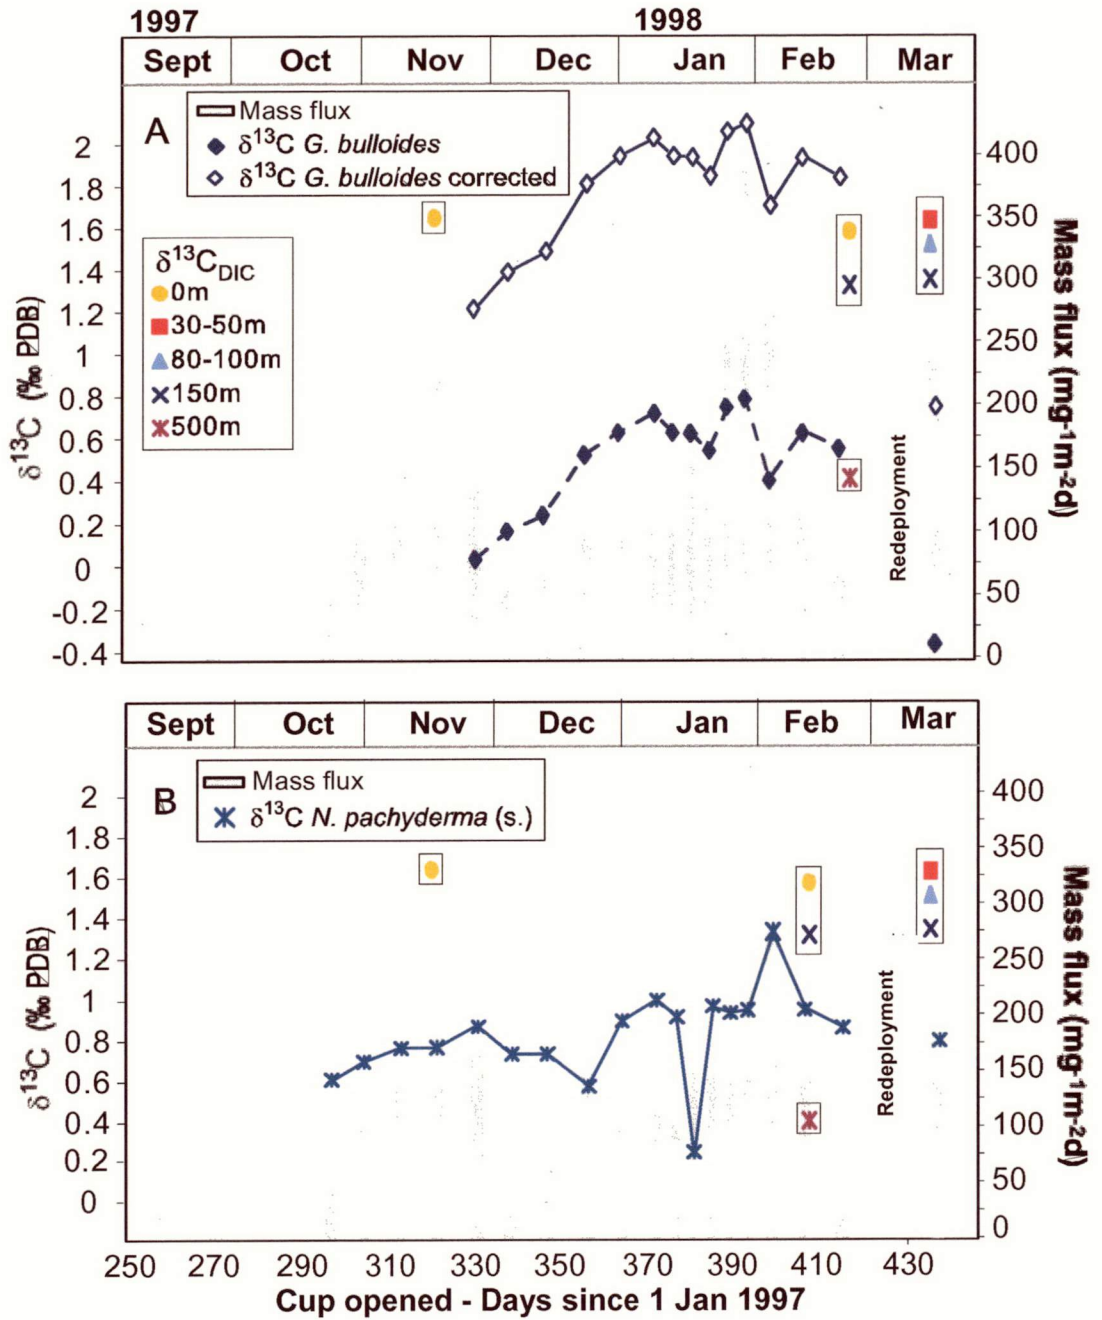 1997 1998
Sept Oct Nov Dec Jan Feb Mar
A
Mass flux
δ¹³C G. bulloides
δ¹³C G. bulloides corrected
δ¹³C DIC
0m
30-50m
80-100m
150m
500m
2
1.8
1.6
1.4
1.2
1
0.8
0.6
0.4
0.2
0
-0.2
-0.4
δ¹³C (‰ PDB)
400
350
300
250
200
150
100
50
0
Mass flux (mg⁻¹m⁻²d)
Redeployment
Sept Oct Nov Dec Jan Feb Mar
B
Mass flux
δ¹³C N. pachyderma (s.)
2
1.8
1.6
1.4
1.2
1
0.8
0.6
0.4
0.2
0
δ¹³C (‰ PDB)
400
350
300
250
200
150
100
50
0
Mass flux (mg⁻¹m⁻²d)
Redeployment
250 270 290 310 330 350 370 390 410 430
Cup opened - Days since 1 Jan 1997